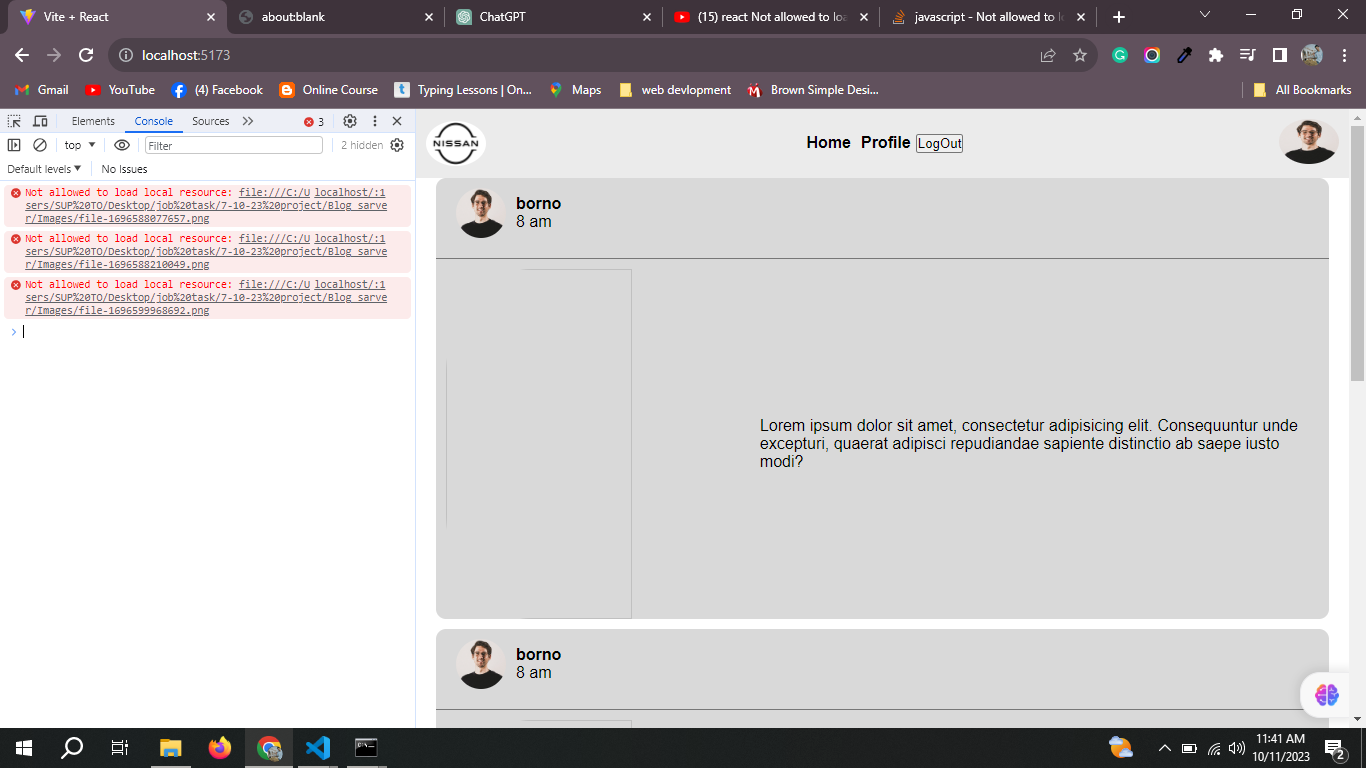 Vite + React
about:blank
ChatGPT
(15) react Not allowed to loa
javascript - Not allowed to l
localhost:5173
Gmail
YouTube
(4) Facebook
Online Course
Typing Lessons | On...
Maps
web devlopment
Brown Simple Desi...
All Bookmarks
Elements Console Sources 3
top Filter 2 hidden
Default levels No Issues
Not allowed to load local resource: file:///C:/U localhost/:1
sers/SUP%20TO/Desktop/job%20task/7-10-23%20project/Blog_sarve
r/Images/file-1696588077657.png
Not allowed to load local resource: file:///C:/U localhost/:1
sers/SUP%20TO/Desktop/job%20task/7-10-23%20project/Blog_sarve
r/Images/file-1696588210049.png
Not allowed to load local resource: file:///C:/U localhost/:1
sers/SUP%20TO/Desktop/job%20task/7-10-23%20project/Blog_sarve
r/Images/file-1696599968692.png
NISSAN
Home Profile LogOut
borno
8 am
Lorem ipsum dolor sit amet, consectetur adipisicing elit. Consequuntur unde
excepturi, quaerat adipisci repudiandae sapiente distinctio ab saepe iusto
modi?
borno
8 am
11:41 AM
10/11/2023
2